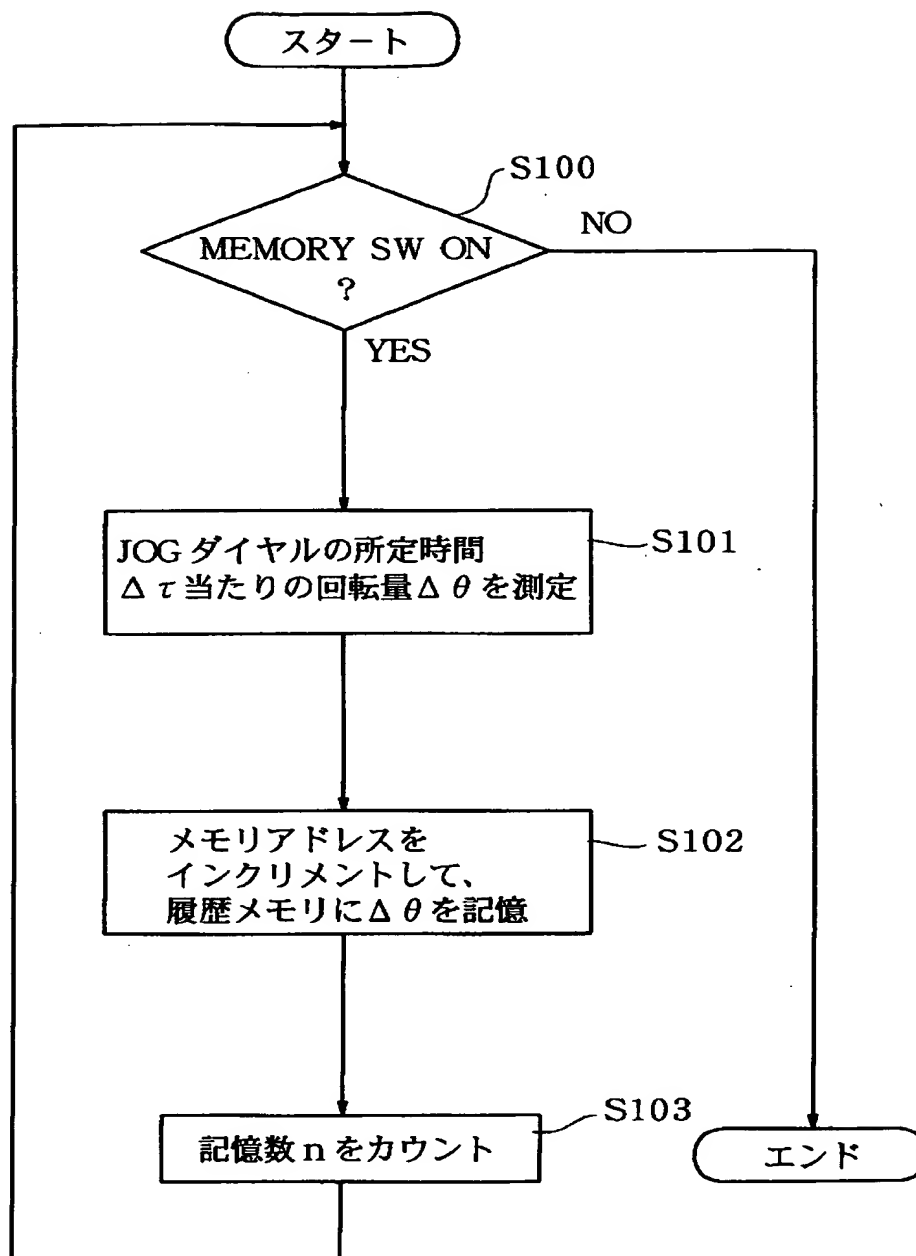 スタート
S100
NO
MEMORY SW ON
?
YES
S101
JOGダイヤルの所定時間
Δτ当たりの回転量Δθを測定
S102
メモリアドレスを
インクリメントして、
履歴メモリにΔθを記憶
S103
記憶数nをカウント
エンド